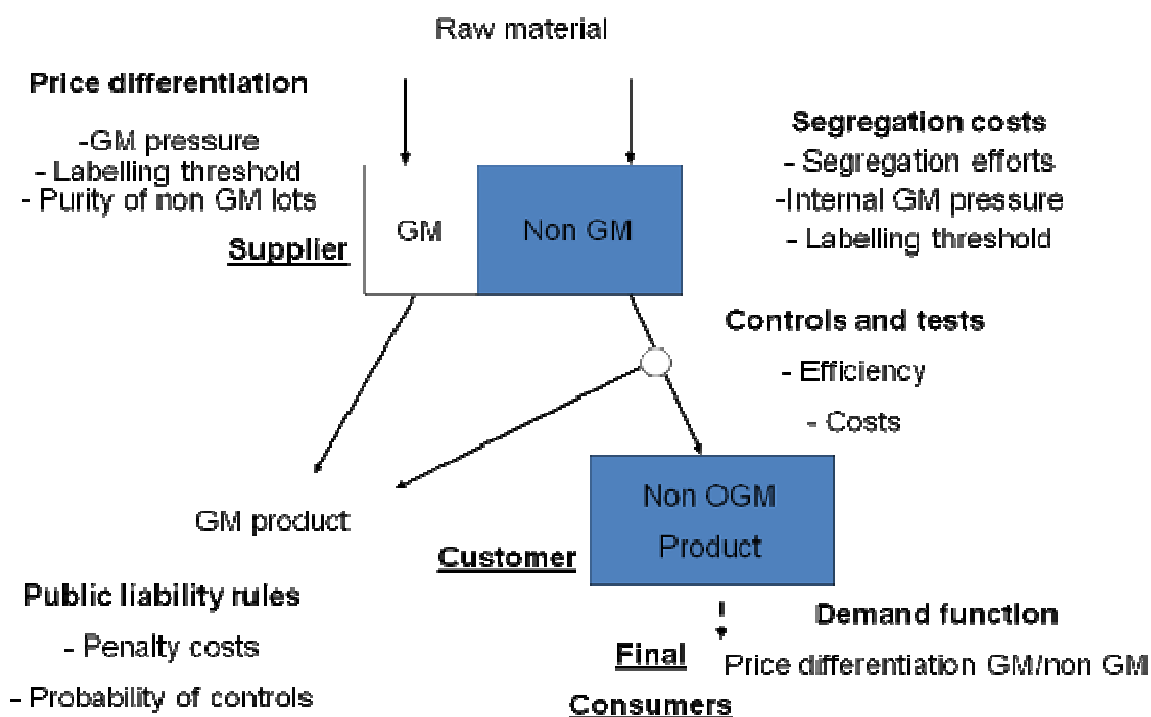 Raw material
Price differentiation
-GM pressure
- Labelling threshold
- Purity of non GM lots
Supplier
GM
Non GM
Segregation costs
- Segregation efforts
-Internal GM pressure
- Labelling threshold
Controls and tests
- Efficiency
- Costs
GM product
Non OGM
Product
Customer
Public liability rules
- Penalty costs
- Probability of controls
Demand function
Price differentiation GM/non GM
Final
Consumers